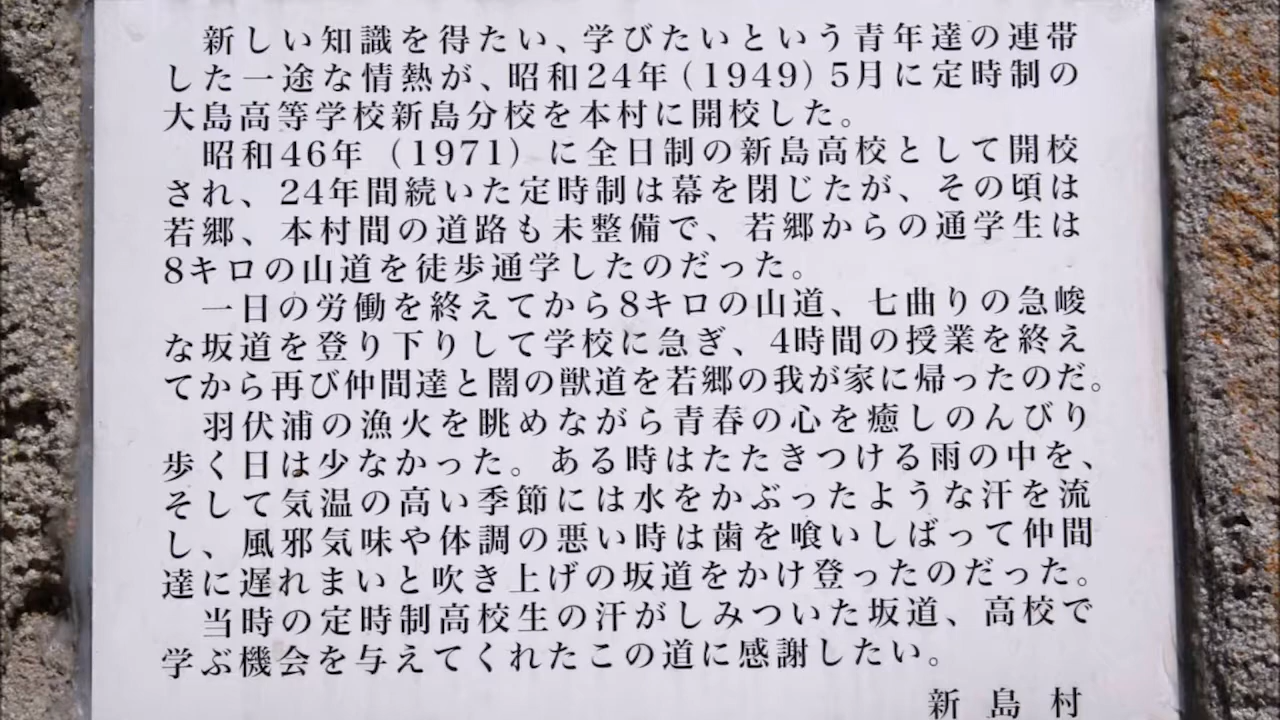 新しい知識を得たい、学びたいという青年達の連帯
した一途な情熱が、昭和24年(1949)5月に定時制の
大島高等学校新島分校を本村に開校した。
昭和46年（1971）に全日制の新島高校として開校
され、24年間続いた定時制は幕を閉じたが、その頃は
若郷、本村間の道路も未整備で、若郷からの通学生は
8キロの山道を徒歩通学したのだった。
一日の労働を終えてから8キロの山道、七曲りの急峻
な坂道を登り下りして学校に急ぎ、4時間の授業を終え
てから再び仲間達と闇の獣道を若郷の我が家に帰ったのだ。
羽伏浦の漁火を眺めながら青春の心を癒しのんびり
歩く日は少なかった。ある時はたたきつける雨の中を、
そして気温の高い季節には水をかぶったような汗を流
し、風邪気味や体調の悪い時は歯を喰いしばって仲間
達に遅れまいと吹き上げの坂道をかけ登ったのだった。
当時の定時制高校生の汗がしみついた坂道、高校で
学ぶ機会を与えてくれたこの道に感謝したい。
新島村